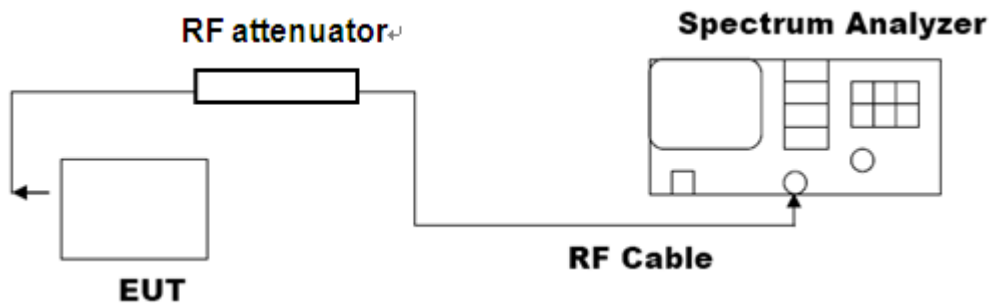 RF attenuator↵
Spectrum Analyzer
RF Cable
EUT